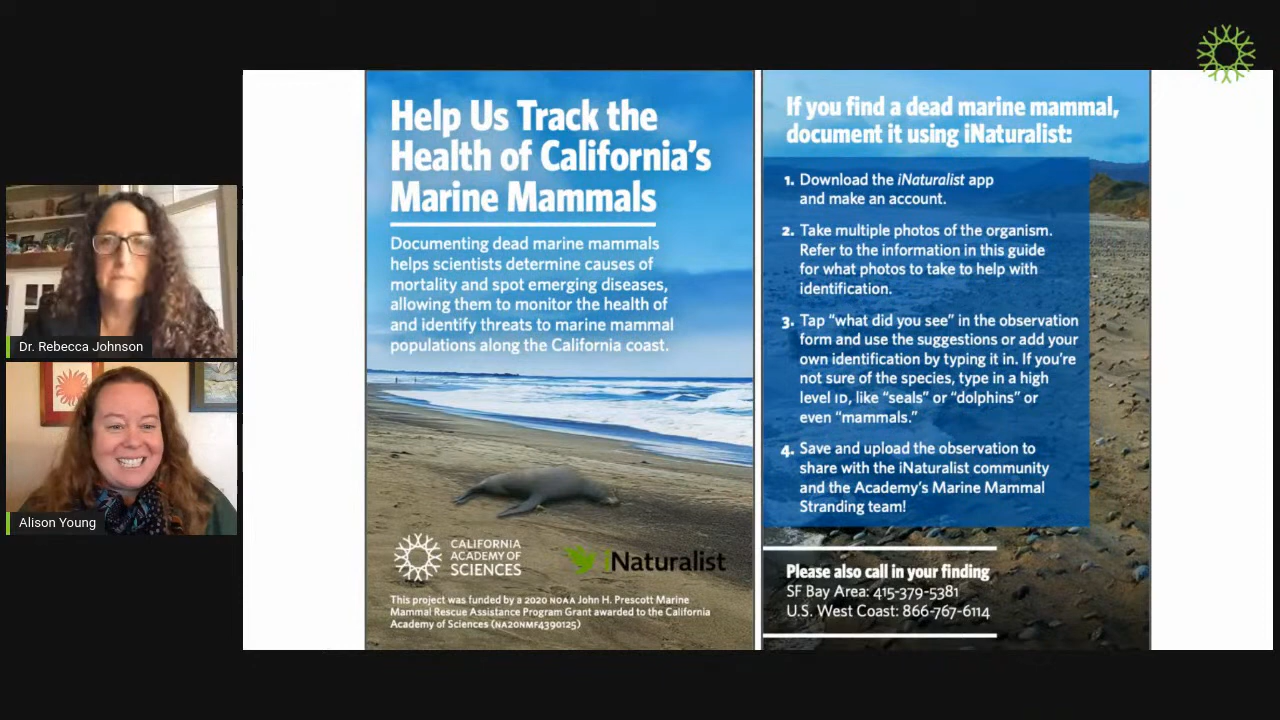 Help Us Track the
Health of California's
Marine Mammals
Documenting dead marine mammals
helps scientists determine causes of
mortality and spot emerging diseases,
allowing them to monitor the health of
and identify threats to marine mammal
populations along the California coast.
CALIFORNIA
ACADEMY OF
SCIENCES
iNaturalist
This project was funded by a 2020 NOAA John H. Prescott Marine
Mammal Rescue Assistance Program Grant awarded to the California
Academy of Sciences (NA20NMF4390125)
If you find a dead marine mammal,
document it using iNaturalist:
1. Download the iNaturalist app
and make an account.
2. Take multiple photos of the organism.
Refer to the information in this guide
for what photos to take to help with
identification.
3. Tap “what did you see” in the observation
form and use the suggestions or add your
own identification by typing it in. If you're
not sure of the species, type in a high
level ID, like “seals” or “dolphins” or
even “mammals.”
4. Save and upload the observation to
share with the iNaturalist community
and the Academy's Marine Mammal
Stranding team!
Please also call in your finding
SF Bay Area: 415-379-5381
U.S. West Coast: 866-767-6114
Dr. Rebecca Johnson
Alison Young